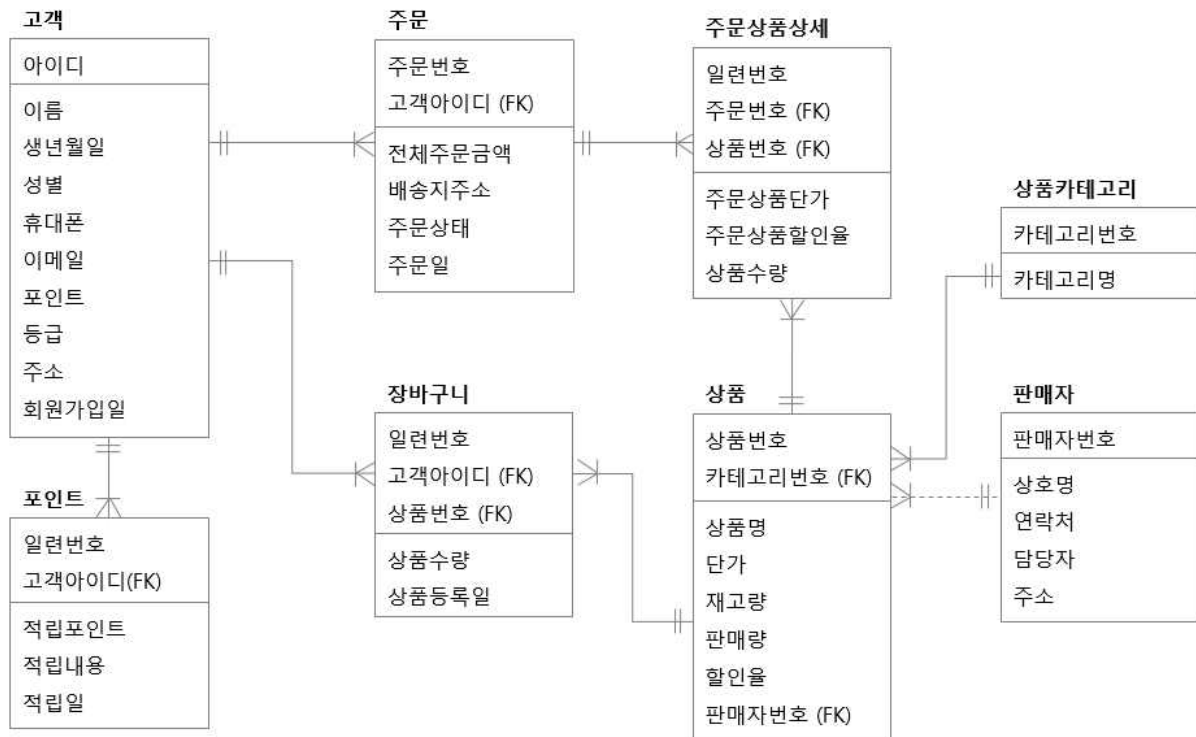 고객
아이디
이름
생년월일
성별
휴대폰
이메일
포인트
등급
주소
회원가입일
포인트
일련번호
고객아이디(FK)
적립포인트
적립내용
적립일
주문
주문번호
고객아이디 (FK)
전체주문금액
배송지주소
주문상태
주문일
장바구니
일련번호
고객아이디 (FK)
상품번호 (FK)
상품수량
상품등록일
주문상품상세
일련번호
주문번호 (FK)
상품번호 (FK)
주문상품단가
주문상품할인율
상품수량
상품
상품번호
카테고리번호 (FK)
상품명
단가
재고량
판매량
할인율
판매자번호 (FK)
상품카테고리
카테고리번호
카테고리명
판매자
판매자번호
상호명
연락처
담당자
주소